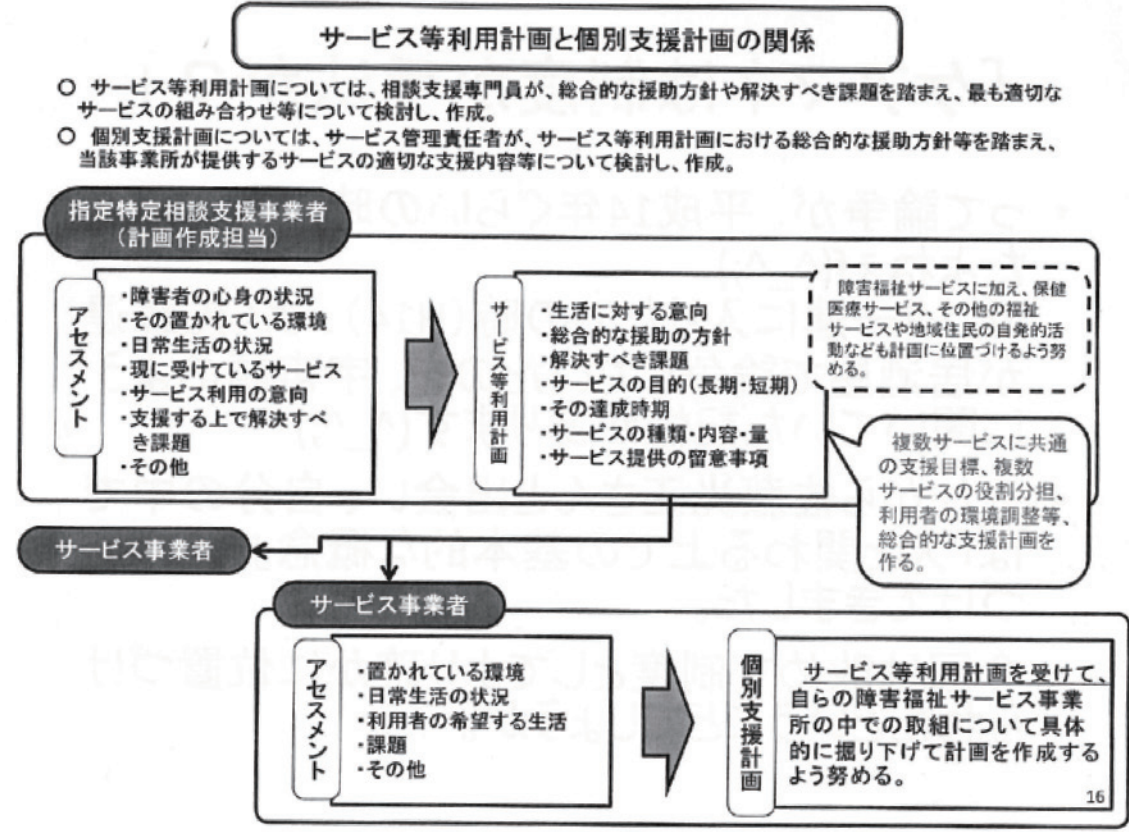 サービス等利用計画と個別支援計画の関係
○ サービス等利用計画については、相談支援専門員が、総合的な援助方針や解決すべき課題を踏まえ、最も適切な
サービスの組み合わせ等について検討し、作成。
○ 個別支援計画については、サービス管理責任者が、サービス等利用計画における総合的な援助方針等を踏まえ、
当該事業所が提供するサービスの適切な支援内容等について検討し、作成。
指定特定相談支援事業者
（計画作成担当）
アセスメント
・障害者の心身の状況
・その置かれている環境
・日常生活の状況
・現に受けているサービス
・サービス利用の意向
・支援する上で解決すべ
き課題
・その他
サービス等利用計画
・生活に対する意向
・総合的な援助の方針
・解決すべき課題
・サービスの目的（長期・短期）
・その達成時期
・サービスの種類・内容・量
・サービス提供の留意事項
障害福祉サービスに加え、保健
医療サービス、その他の福祉
サービスや地域住民の自発的活
動なども計画に位置づけるよう努
める。
複数サービスに共通
の支援目標、複数
サービスの役割分担、
利用者の環境調整等、
総合的な支援計画を
作る。
サービス事業者
サービス事業者
アセスメント
・置かれている環境
・日常生活の状況
・利用者の希望する生活
・課題
・その他
個別支援計画
サービス等利用計画を受けて、
自らの障害福祉サービス事業
所の中での取組について具体
的に掘り下げて計画を作成する
よう努める。
16